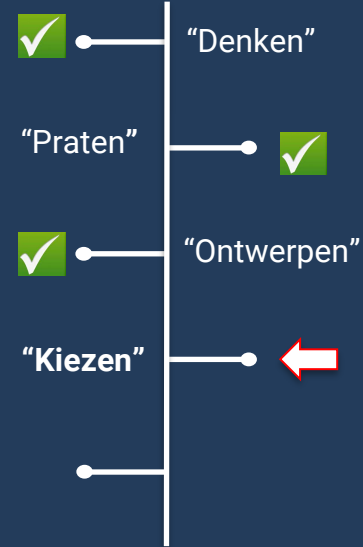 “Denken”
“Praten”
“Ontwerpen”
“Kiezen”